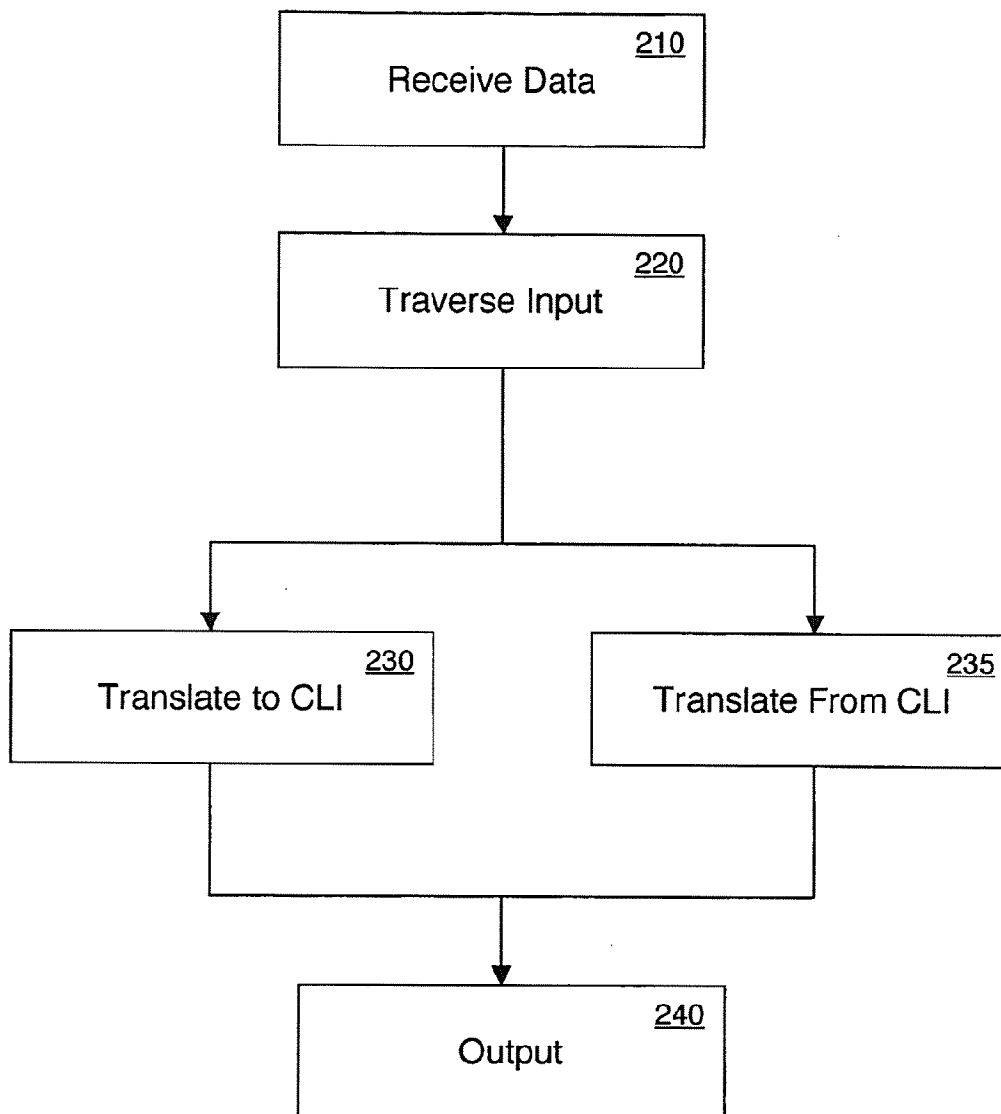 210
Receive Data
220
Traverse Input
230
Translate to CLI
235
Translate From CLI
240
Output